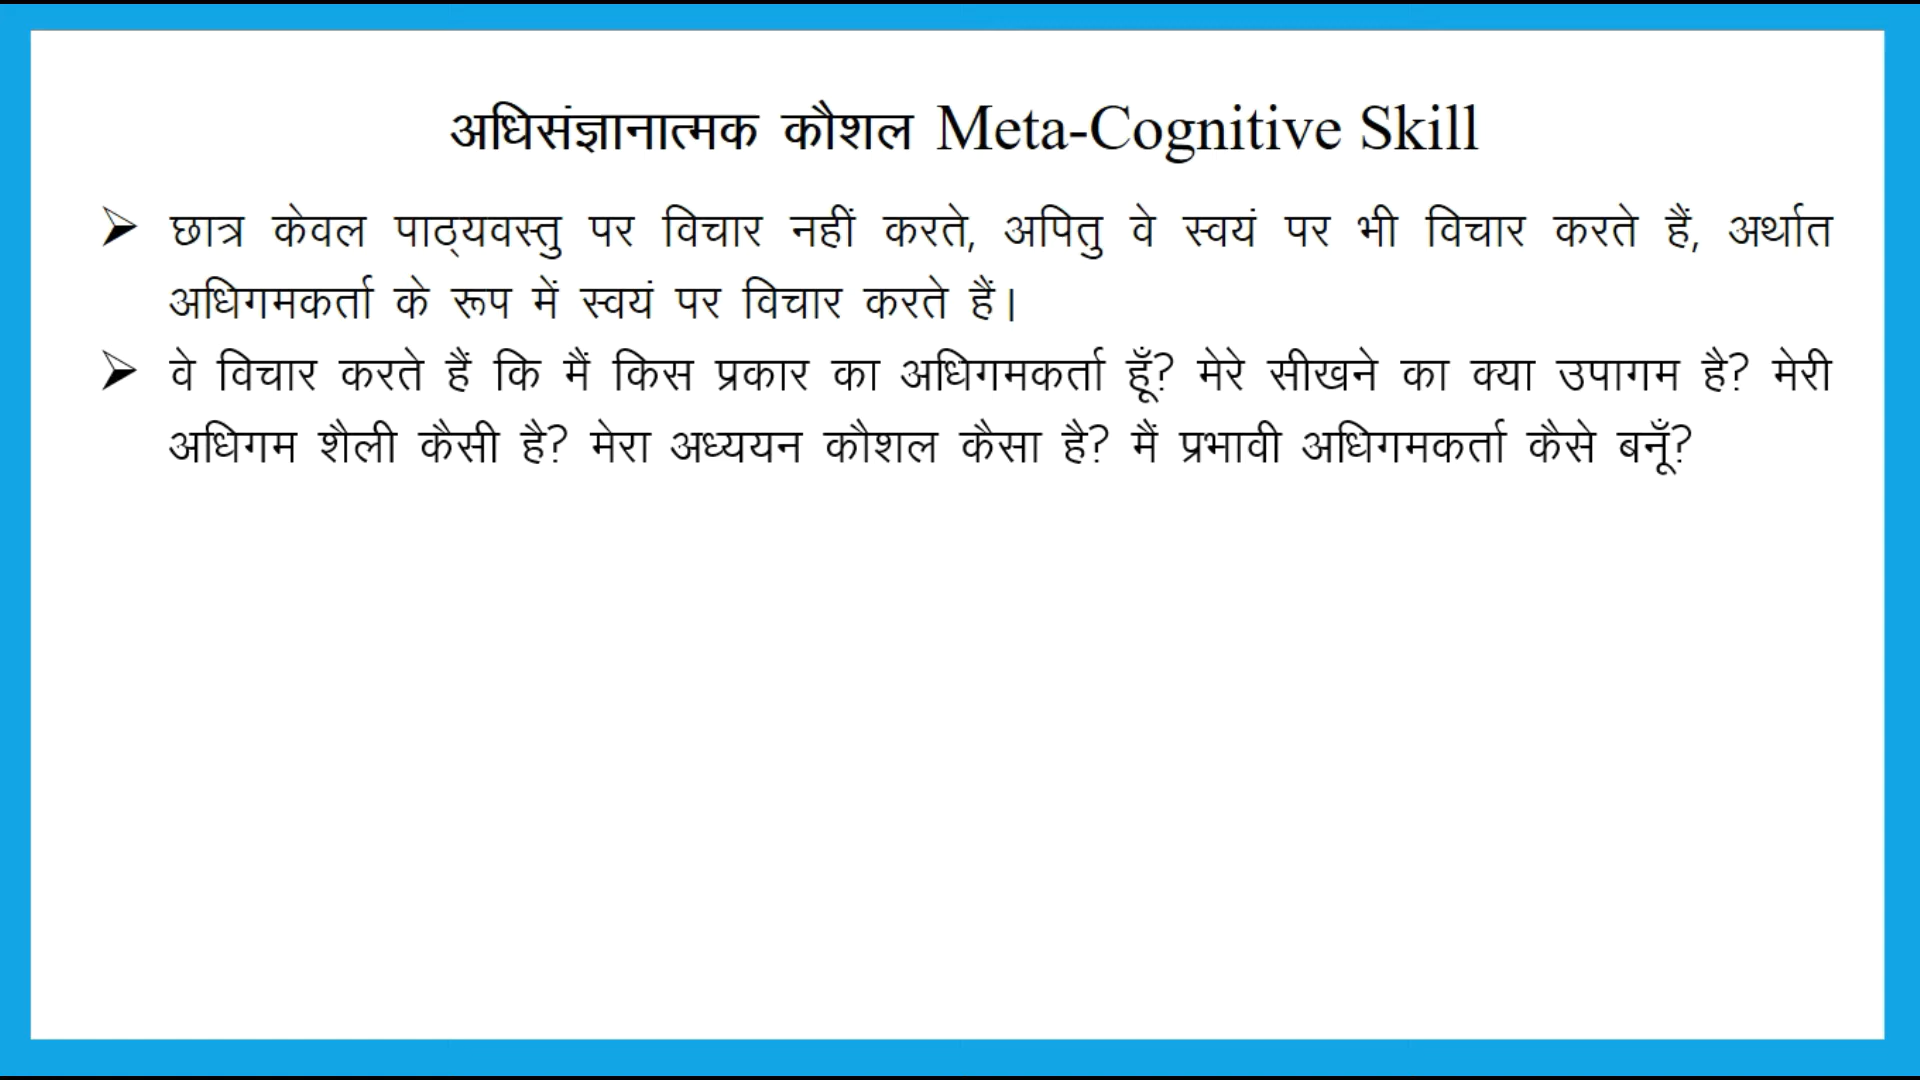 अधिसंज्ञानात्मक कौशल Meta-Cognitive Skill
➢ छात्र केवल पाठ्यवस्तु पर विचार नहीं करते, अपितु वे स्वयं पर भी विचार करते हैं, अर्थात
अधिगमकर्ता के रूप में स्वयं पर विचार करते हैं।
➢ वे विचार करते हैं कि मैं किस प्रकार का अधिगमकर्ता हूँ? मेरे सीखने का क्या उपागम है? मेरी
अधिगम शैली कैसी है? मेरा अध्ययन कौशल कैसा है? मैं प्रभावी अधिगमकर्ता कैसे बनूँ?